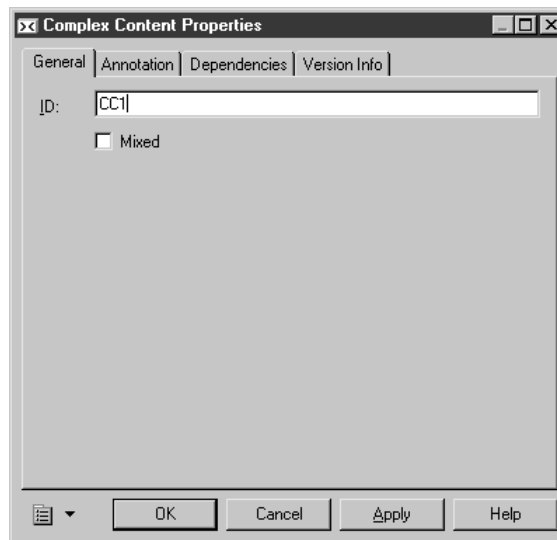 Complex Content Properties
General Annotation Dependencies Version Info
ID: CC1
Mixed
OK Cancel Apply Help